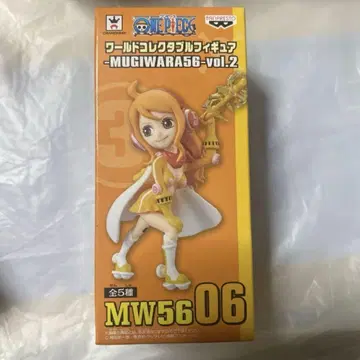 ONE PIECE
BANPRESTO
ワールドコレクタブルフィギュア
-MUGIWARA56-vol.2
3
全5種
MW56 06